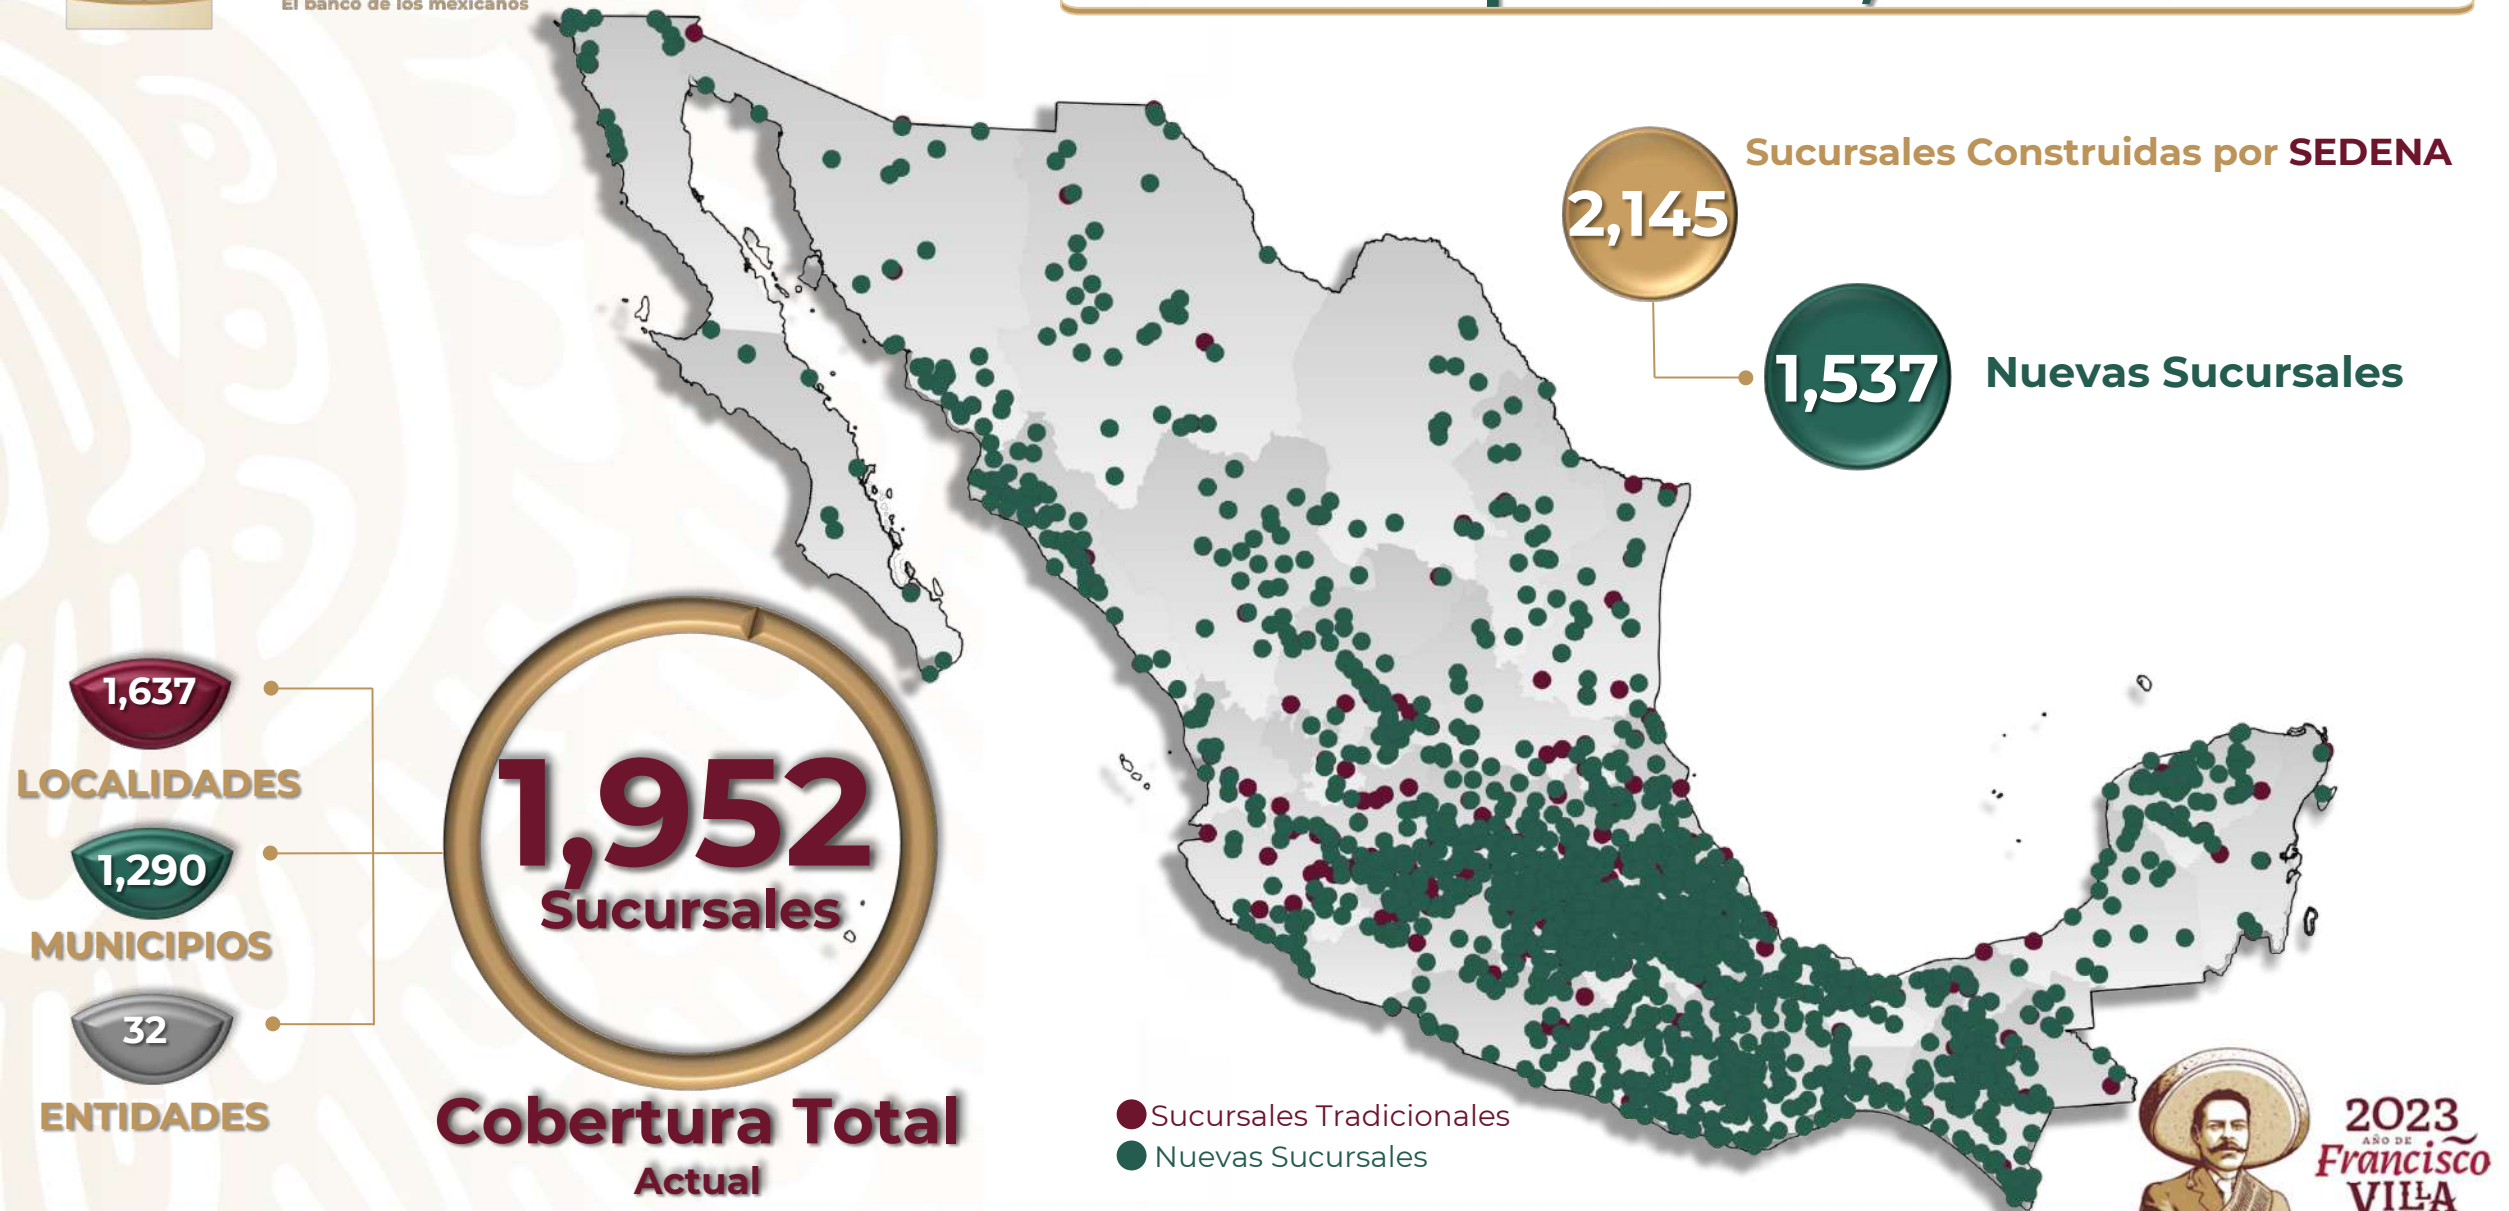 El banco de los mexicanos
Sucursales Construidas por SEDENA
2,145
1,537
Nuevas Sucursales
1,637
LOCALIDADES
1,290
MUNICIPIOS
32
ENTIDADES
1,952
Sucursales
Cobertura Total
Actual
Sucursales Tradicionales
Nuevas Sucursales
2023
AÑO DE
Francisco
VILLA